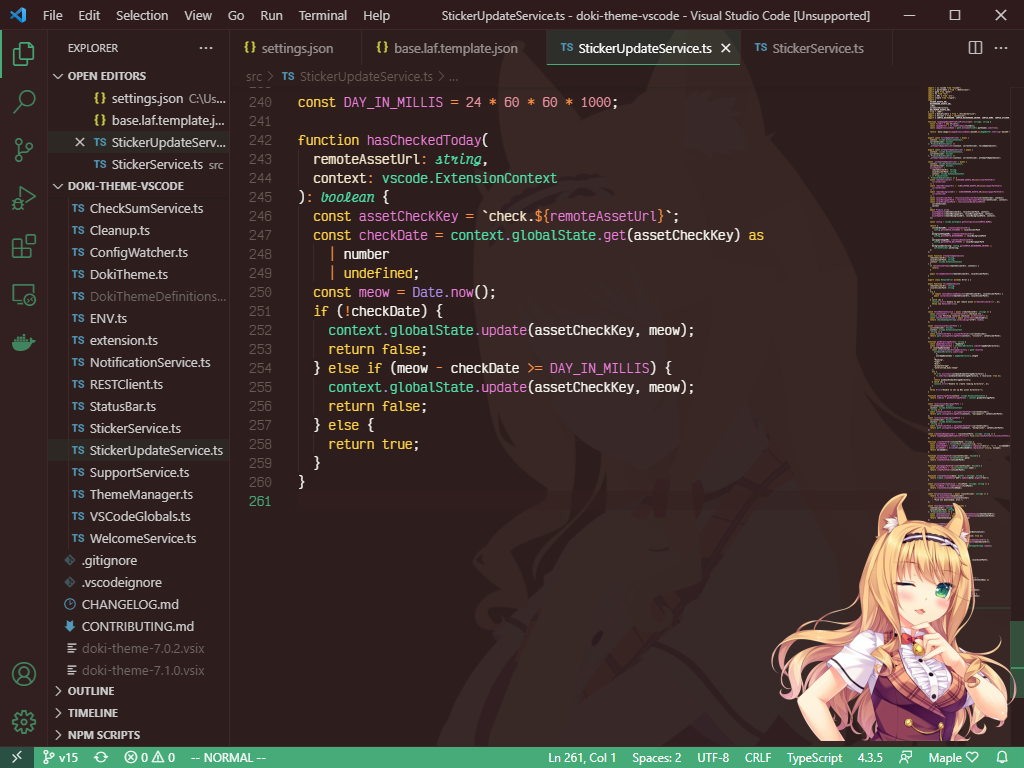 File Edit Selection View Go Run Terminal Help
StickerUpdateService.ts - doki-theme-vscode - Visual Studio Code [Unsupported]
EXPLORER
OPEN EDITORS
settings.json C:\Us...
base.laf.template.j...
TS StickerUpdateServ...
TS StickerService.ts src
DOKI-THEME-VSCODE
TS CheckSumService.ts
TS Cleanup.ts
TS ConfigWatcher.ts
TS DokiTheme.ts
TS DokiThemeDefinitions...
TS ENV.ts
TS extension.ts
TS NotificationService.ts
TS RESTClient.ts
TS StatusBar.ts
TS StickerService.ts
TS StickerUpdateService.ts
TS SupportService.ts
TS ThemeManager.ts
TS VSCodeGlobals.ts
TS WelcomeService.ts
.gitignore
.vscodeignore
CHANGELOG.md
CONTRIBUTING.md
doki-theme-7.0.2.vsix
doki-theme-7.1.0.vsix
OUTLINE
TIMELINE
NPM SCRIPTS
{} settings.json
{} base.laf.template.json
TS StickerUpdateService.ts
TS StickerService.ts
src > TS StickerUpdateService.ts > ...
240 const DAY_IN_MILLIS = 24 * 60 * 60 * 1000;
241
242 function hasCheckedToday(
243 remoteAssetUrl: string,
244 context: vscode.ExtensionContext
245 ): boolean {
246 const assetCheckKey = `check.${remoteAssetUrl}`;
247 const checkDate = context.globalState.get(assetCheckKey) as
248 | number
249 | undefined;
250 const meow = Date.now();
251 if (!checkDate) {
252 context.globalState.update(assetCheckKey, meow);
253 return false;
254 } else if (meow - checkDate >= DAY_IN_MILLIS) {
255 context.globalState.update(assetCheckKey, meow);
256 return false;
257 } else {
258 return true;
259 }
260 }
261
v15 0 0 -- NORMAL -- Ln 261, Col 1 Spaces: 2 UTF-8 CRLF TypeScript 4.3.5 Maple♡